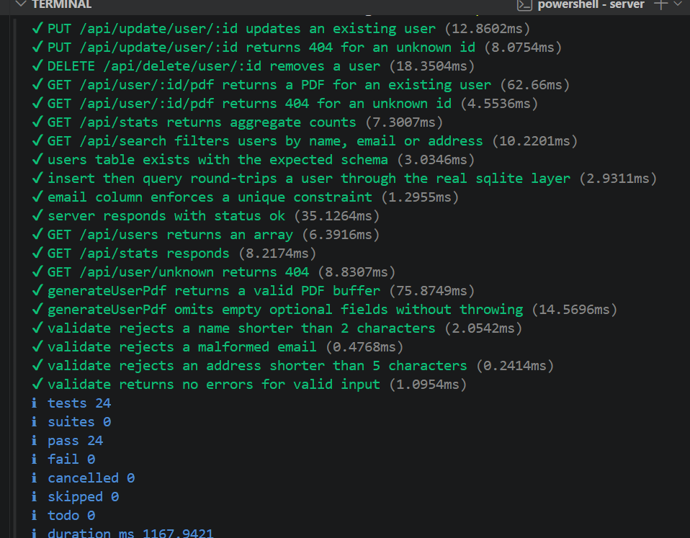 TERMINAL
powershell - server
✓ PUT /api/update/user/:id updates an existing user (12.8602ms)
✓ PUT /api/update/user/:id returns 404 for an unknown id (8.0754ms)
✓ DELETE /api/delete/user/:id removes a user (18.3504ms)
✓ GET /api/user/:id/pdf returns a PDF for an existing user (62.66ms)
✓ GET /api/user/:id/pdf returns 404 for an unknown id (4.5536ms)
✓ GET /api/stats returns aggregate counts (7.3007ms)
✓ GET /api/search filters users by name, email or address (10.2201ms)
✓ users table exists with the expected schema (3.0346ms)
✓ insert then query round-trips a user through the real sqlite layer (2.9311ms)
✓ email column enforces a unique constraint (1.2955ms)
✓ server responds with status ok (35.1264ms)
✓ GET /api/users returns an array (6.3916ms)
✓ GET /api/stats responds (8.2174ms)
✓ GET /api/user/unknown returns 404 (8.8307ms)
✓ generateUserPdf returns a valid PDF buffer (75.8749ms)
✓ generateUserPdf omits empty optional fields without throwing (14.5696ms)
✓ validate rejects a name shorter than 2 characters (2.0542ms)
✓ validate rejects a malformed email (0.4768ms)
✓ validate rejects an address shorter than 5 characters (0.2414ms)
✓ validate returns no errors for valid input (1.0954ms)
ℹ tests 24
ℹ suites 0
ℹ pass 24
ℹ fail 0
ℹ cancelled 0
ℹ skipped 0
ℹ todo 0
ℹ duration_ms 1167.9421